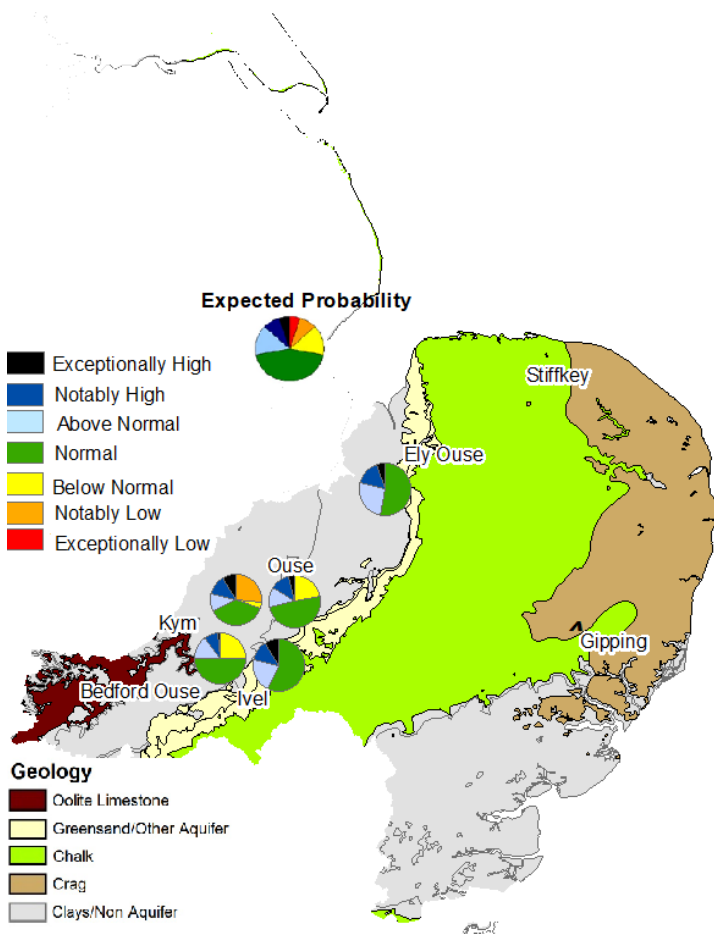 Expected Probability
Exceptionally High
Notably High
Above Normal
Normal
Below Normal
Notably Low
Exceptionally Low
Stiffkey
Ely Ouse
Ouse
Kym
Gipping
Bedford Ouse
Ivel
Geology
Oolite Limestone
Greensand/Other Aquifer
Chalk
Crag
Clays/Non Aquifer